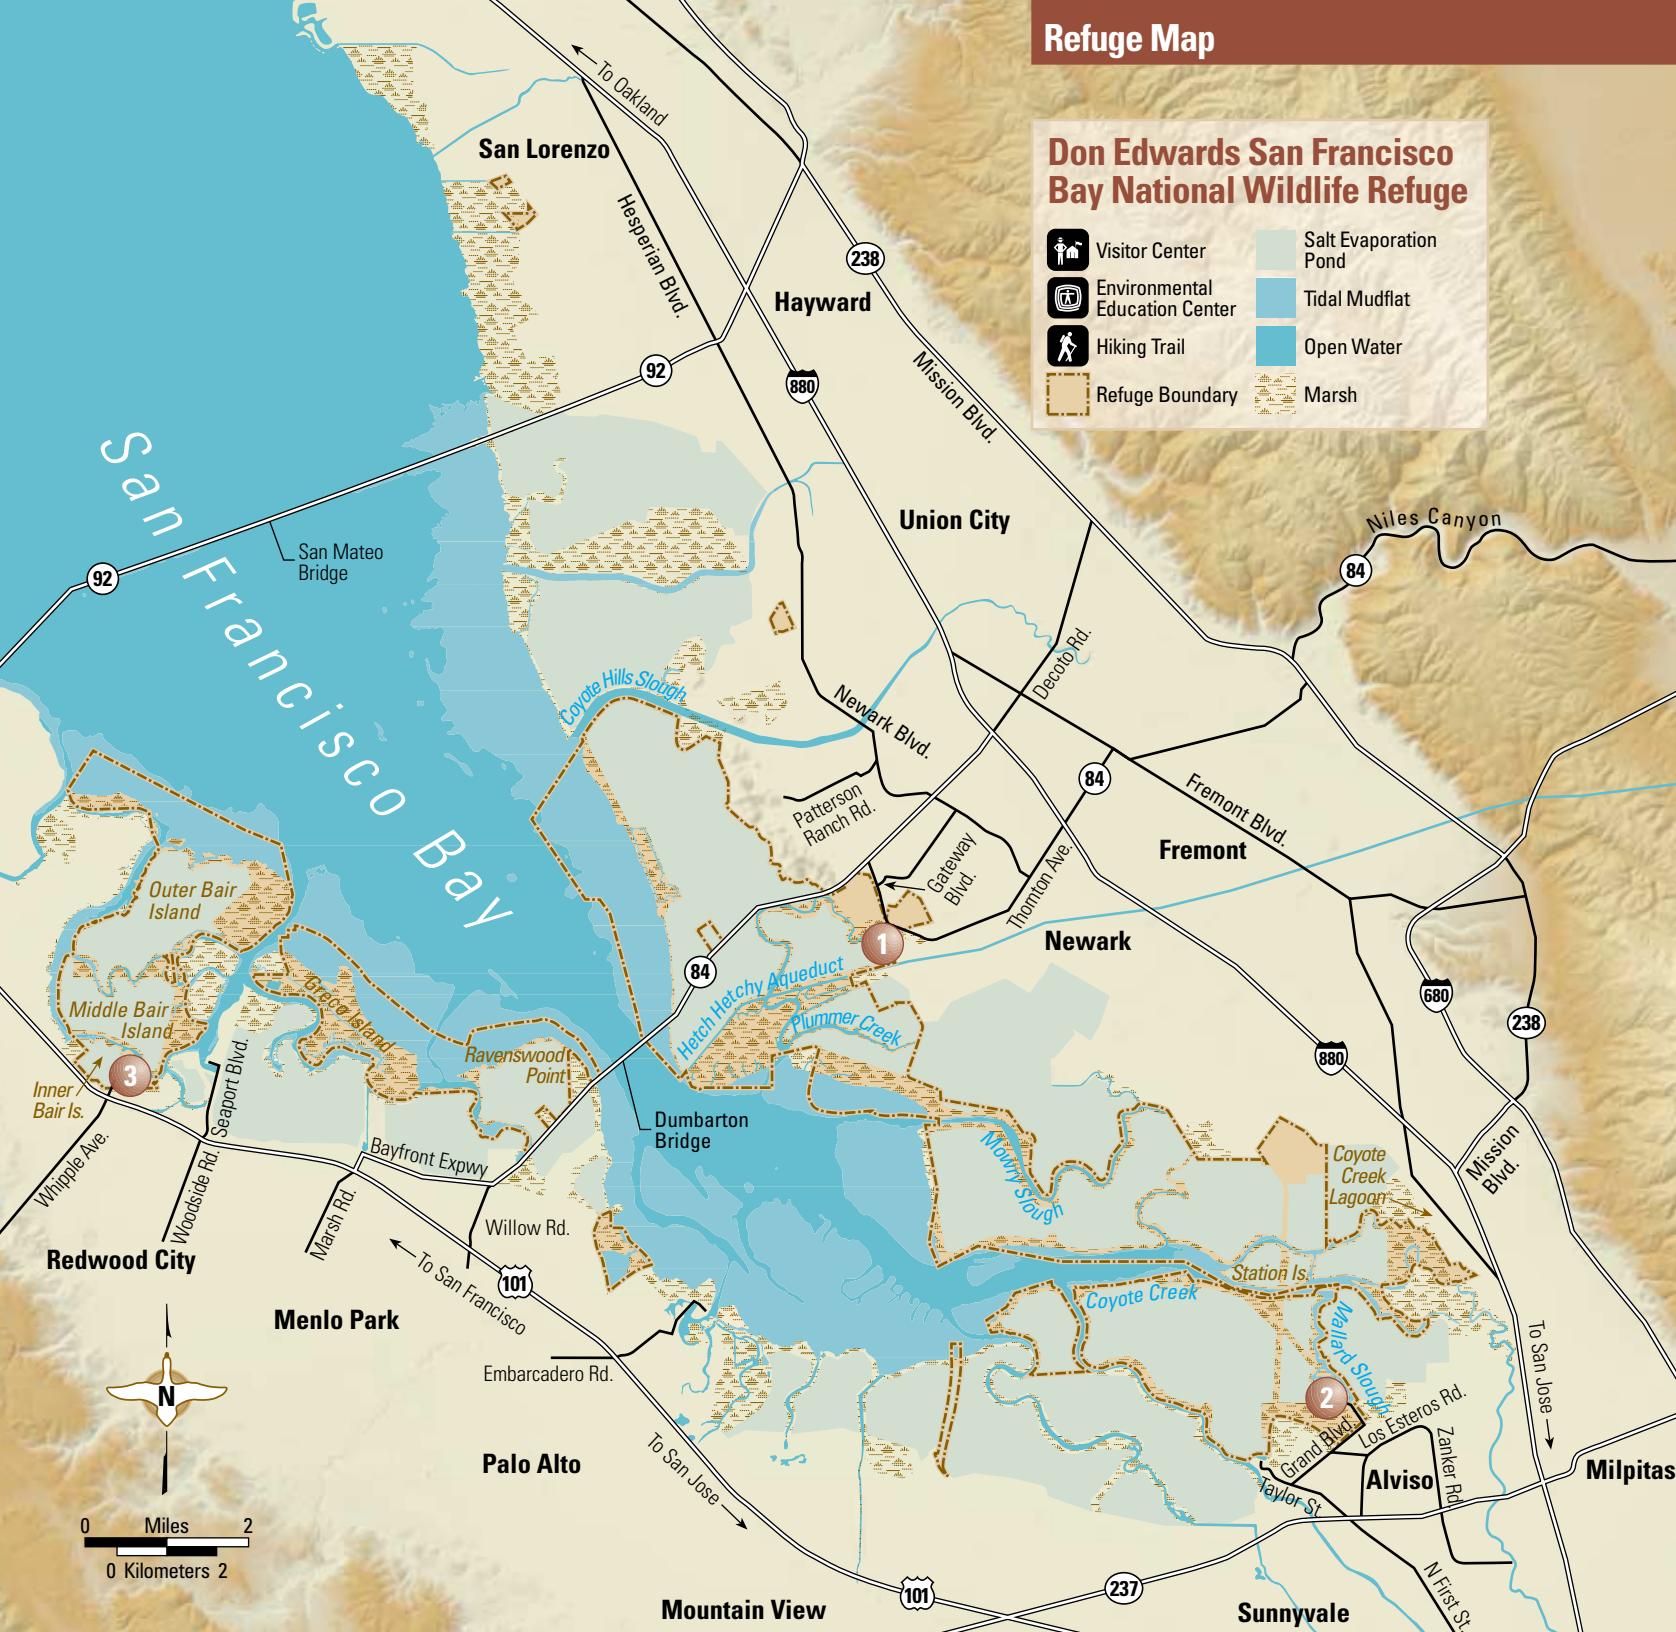 Refuge Map
Don Edwards San Francisco
Bay National Wildlife Refuge
Visitor Center
Environmental
Education Center
Hiking Trail
Refuge Boundary
Salt Evaporation
Pond
Tidal Mudflat
Open Water
Marsh
To Oakland
San Lorenzo
Hesperian Blvd.
238
Hayward
92
880
Mission Blvd.
San Francisco Bay
Union City
Niles Canyon
84
San Mateo
Bridge
92
Decoto Rd.
Coyote Hills Slough
Newark Blvd.
84
Patterson
Ranch Rd.
Fremont Blvd.
Gateway
Blvd.
Thornton Ave.
Fremont
Outer Bair
Island
1
Newark
84
Hetch Hetchy Aqueduct
680
Middle Bair
Island
Greco Island
Plummer Creek
238
Ravenswood
Point
880
3
Inner
Bair Is.
Seaport Blvd.
Dumbarton
Bridge
Whipple Ave.
Woodside Rd.
Bayfront Expwy
Mowry Slough
Coyote
Creek
Lagoon
Mission
Blvd.
Marsh Rd.
Willow Rd.
Redwood City
To San Francisco
101
Station Is.
Coyote Creek
Menlo Park
Mallard Slough
To San Jose
Embarcadero Rd.
N
2
Los Esteros Rd.
Grand Blvd.
Zanker Rd.
Palo Alto
To San Jose
Alviso
Milpitas
Taylor St.
0 Miles 2
0 Kilometers 2
N First St.
101
237
Mountain View
Sunnyvale